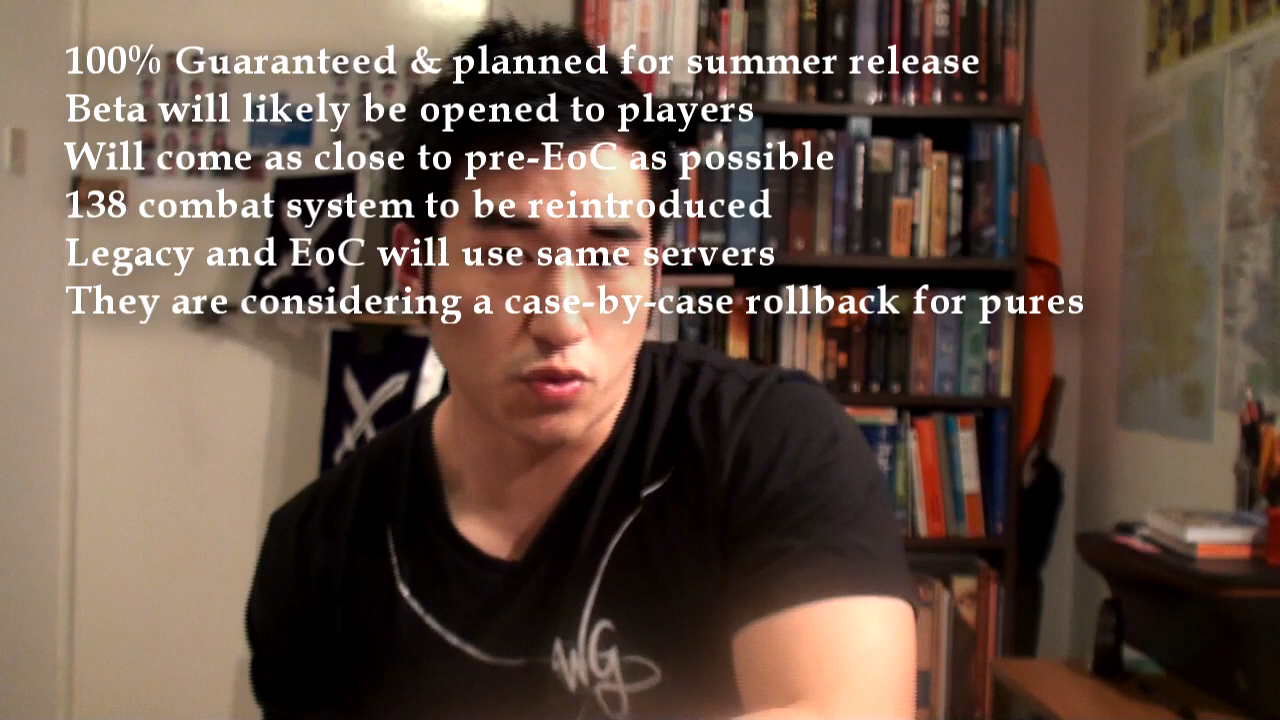 100% Guaranteed & planned for summer release
Beta will likely be opened to players
Will come as close to pre-EoC as possible
138 combat system to be reintroduced
Legacy and EoC will use same servers
They are considering a case-by-case rollback for pures
WG